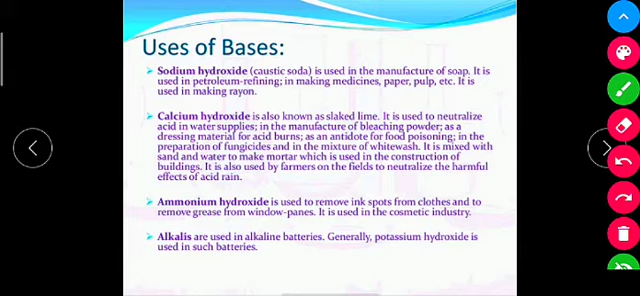 Uses of Bases:
Sodium hydroxide (caustic soda) is used in the manufacture of soap. It is
used in petroleum-refining; in making medicines, paper, pulp, etc. It is
used in making rayon.
Calcium hydroxide is also known as slaked lime. It is used to neutralize
acid in water supplies; in the manufacture of bleaching powder; as a
dressing material for acid burns; as an antidote for food poisoning; in the
preparation of fungicides and in the mixture of whitewash. It is mixed with
sand and water to make mortar which is used in the construction of
buildings. It is also used by farmers on the fields to neutralize the harmful
effects of acid rain.
Ammonium hydroxide is used to remove ink spots from clothes and to
remove grease from window-panes. It is used in the cosmetic industry.
Alkalis are used in alkaline batteries. Generally, potassium hydroxide is
used in such batteries.